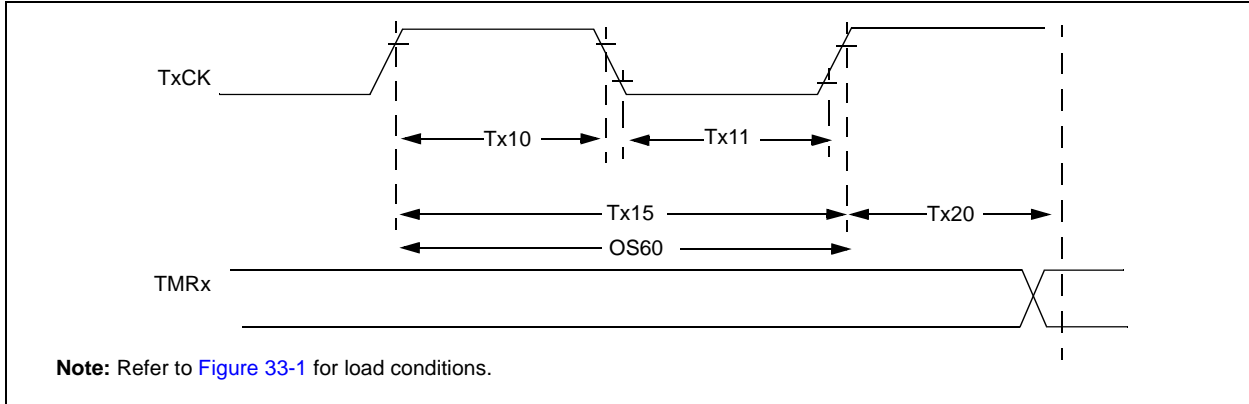 TxCK
Tx10
Tx11
Tx15
Tx20
OS60
TMRx
Note: Refer to Figure 33-1 for load conditions.